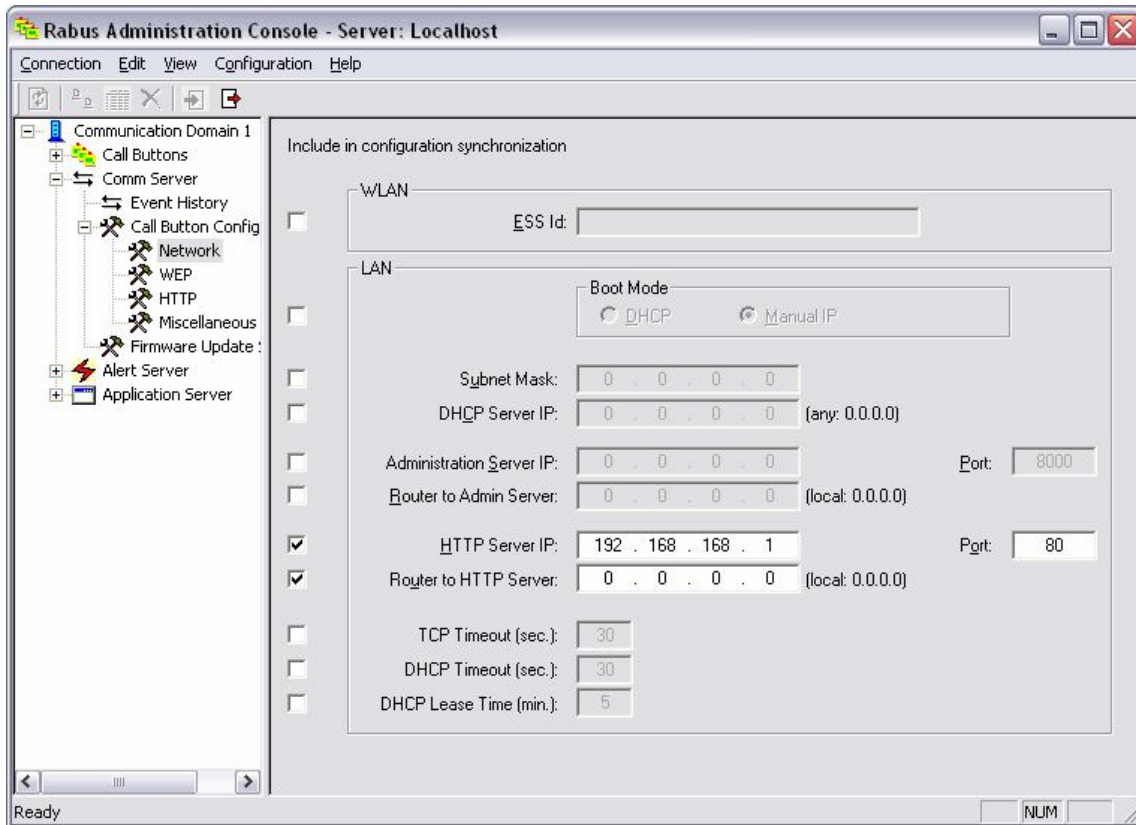 Rabus Administration Console - Server: Localhost
Connection Edit View Configuration Help
Communication Domain 1
Call Buttons
Comm Server
Event History
Call Button Config
Network
WEP
HTTP
Miscellaneous
Firmware Update
Alert Server
Application Server
Include in configuration synchronization
WLAN
ESS Id:
LAN
Boot Mode
DHCP Manual IP
Subnet Mask: 0 . 0 . 0 . 0
DHCP Server IP: 0 . 0 . 0 . 0 (any: 0.0.0.0)
Administration Server IP: 0 . 0 . 0 . 0 Port: 8000
Router to Admin Server: 0 . 0 . 0 . 0 (local: 0.0.0.0)
HTTP Server IP: 192 . 168 . 168 . 1 Port: 80
Router to HTTP Server: 0 . 0 . 0 . 0 (local: 0.0.0.0)
TCP Timeout (sec.): 30
DHCP Timeout (sec.): 30
DHCP Lease Time (min.): 5
Ready NUM